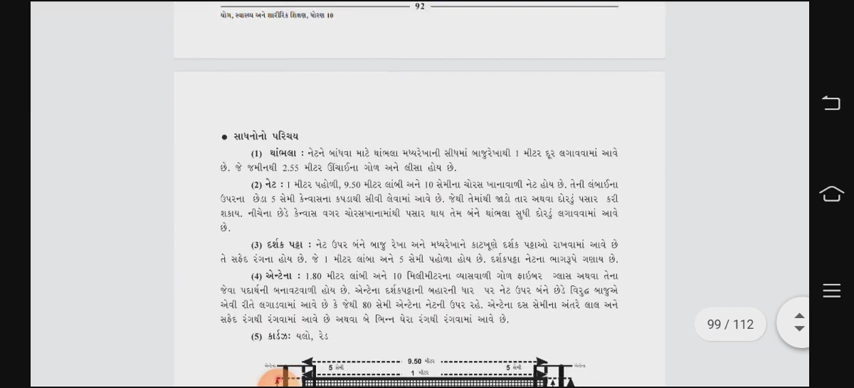 92
યોગ, સ્વાસ્થ્ય અને શારીરિક શિક્ષણ, ધોરણ 10
● સાધનોનો પરિચય
(1) થાંભલા : નેટને બાંધવા માટે થાંભલા મધ્યરેખાની સીધમાં બાજુરેખાથી 1 મીટર દૂર લગાવવામાં આવે
છે. જે જમીનથી 2.55 મીટર ઊંચાઈના ગોળ અને લીસા હોય છે.
(2) નેટ : 1 મીટર પહોળી, 9.50 મીટર લાંબી અને 10 સેમીના ચોરસ ખાનાવાળી નેટ હોય છે. તેની લંબાઈના
ઉપરના છેડા 5 સેમી કેન્વાસના કપડાથી સીવી લેવામાં આવે છે. જેથી તેમાંથી જાડો તાર અથવા દોરડું પસાર કરી
શકાય. નીચેના છેડે કેન્વાસ વગર ચોરસખાનામાંથી પસાર થાય તેમ બંને થાંભલા સુધી દોરડું લગાવવામાં આવે
છે.
(3) દર્શક પટ્ટા : નેટ ઉપર બંને બાજુ રેખા અને મધ્યરેખાને કાટખૂણે દર્શક પટ્ટાઓ રાખવામાં આવે છે
તે સફેદ રંગના હોય છે. જે 1 મીટર લાંબા અને 5 સેમી પહોળા હોય છે. દર્શકપટ્ટા નેટના ભાગરૂપે ગણાય છે.
(4) એન્ટેના : 1.80 મીટર લાંબી અને 10 મિલીમીટરના વ્યાસવાળી ગોળ ફાઇબર ગ્લાસ અથવા તેના
જેવા પદાર્થની બનાવટવાળી હોય છે. એન્ટેના દર્શકપટ્ટાની બહારની ધાર પર નેટ ઉપર બંને છેડે વિરુદ્ધ બાજુએ
એવી રીતે લગાડવામાં આવે છે કે જેથી 80 સેમી એન્ટેના નેટની ઉપર રહે. એન્ટેના દસ સેમીના અંતરે લાલ અને
સફેદ રંગથી રંગવામાં આવે છે અથવા બે ભિન્ન ઘેરા રંગથી રંગવામાં આવે છે.
(5) કાર્ડઝ: યલો, રેડ
9.50 મીટર
એન્ટેના 5 સેમી 5 સેમી એન્ટેના
1 મીટર
99 / 112